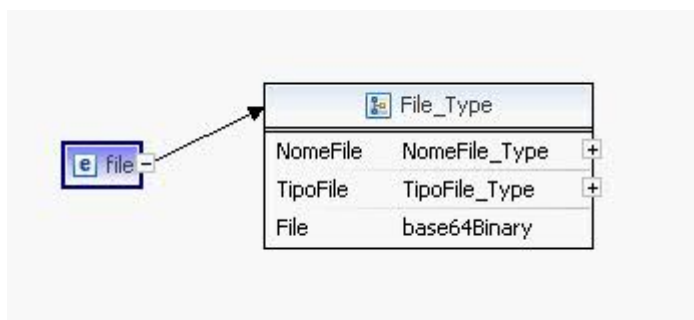 File_Type
e file
NomeFile NomeFile_Type
TipoFile TipoFile_Type
File base64Binary